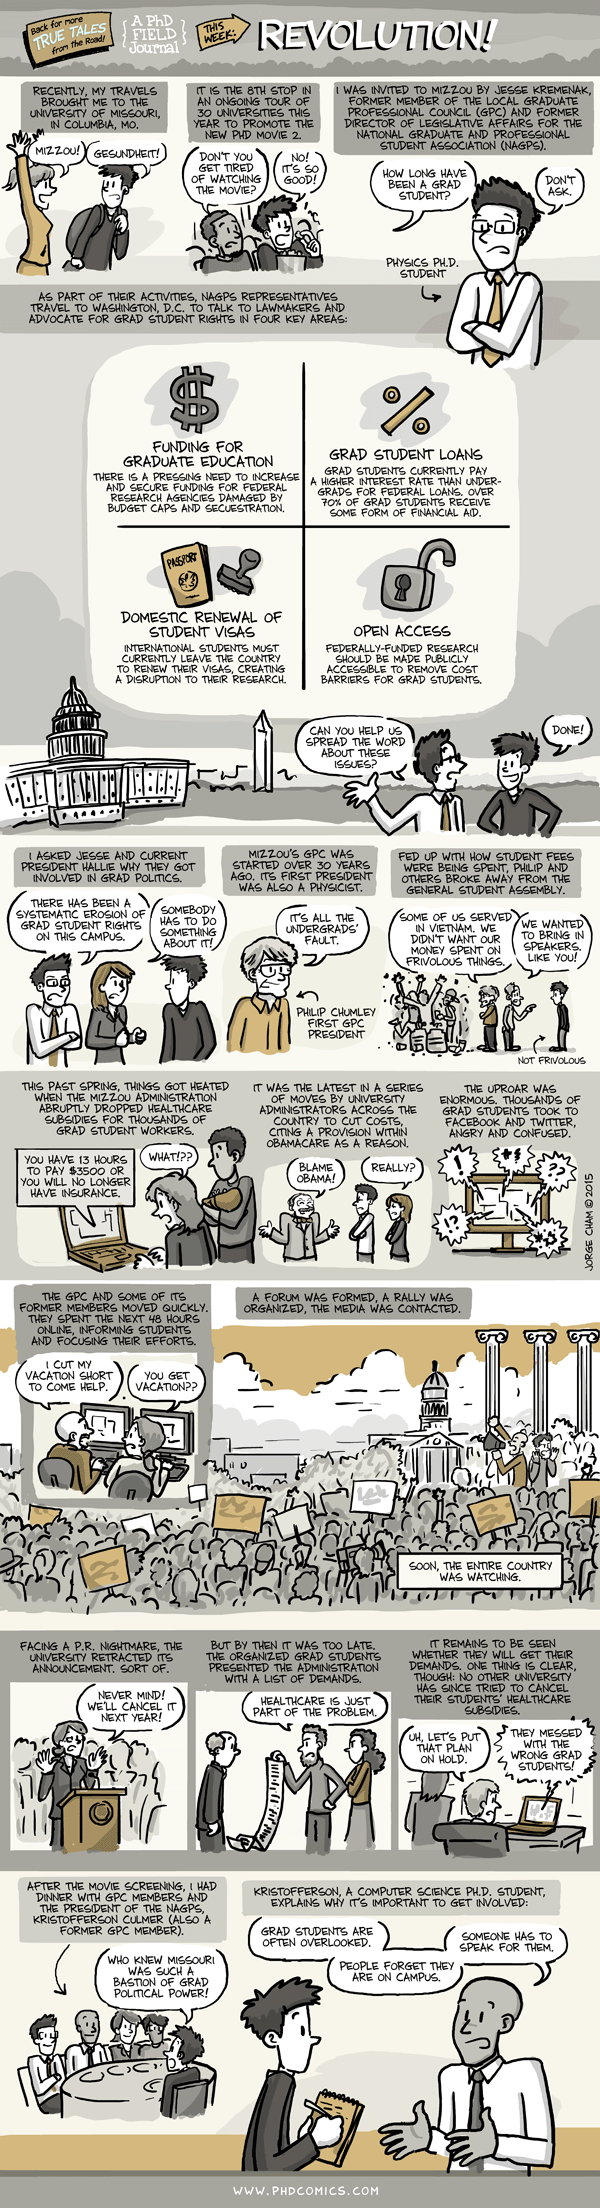 Back for more
TRUE TALES
from the Road!
A PhD
FIELD
Journal
THIS
WEEK:
REVOLUTION!
RECENTLY, MY TRAVELS
BROUGHT ME TO THE
UNIVERSITY OF MISSOURI,
IN COLUMBIA, MO.
MIZZOU!
GESUNDHEIT!
IT IS THE 8TH STOP IN
AN ONGOING TOUR OF
30 UNIVERSITIES THIS
YEAR TO PROMOTE THE
NEW PHD MOVIE 2.
DON'T YOU
GET TIRED
OF WATCHING
THE MOVIE?
NO!
IT'S SO
GOOD!
I WAS INVITED TO MIZZOU BY JESSE KREMENAK,
FORMER MEMBER OF THE LOCAL GRADUATE
PROFESSIONAL COUNCIL (GPC) AND FORMER
DIRECTOR OF LEGISLATIVE AFFAIRS FOR THE
NATIONAL GRADUATE AND PROFESSIONAL
STUDENT ASSOCIATION (NAGPS).
HOW LONG HAVE
BEEN A GRAD
STUDENT?
DON'T
ASK.
PHYSICS PH.D.
STUDENT
AS PART OF THEIR ACTIVITIES, NAGPS REPRESENTATIVES
TRAVEL TO WASHINGTON, D.C. TO TALK TO LAWMAKERS AND
ADVOCATE FOR GRAD STUDENT RIGHTS IN FOUR KEY AREAS:
$
FUNDING FOR
GRADUATE EDUCATION
THERE IS A PRESSING NEED TO INCREASE
AND SECURE FUNDING FOR FEDERAL
RESEARCH AGENCIES DAMAGED BY
BUDGET CAPS AND SECUESTRATION.
%
GRAD STUDENT LOANS
GRAD STUDENTS CURRENTLY PAY
A HIGHER INTEREST RATE THAN UNDER-
GRADS FOR FEDERAL LOANS. OVER
70% OF GRAD STUDENTS RECEIVE
SOME FORM OF FINANCIAL AID.
PASSPORT
DOMESTIC RENEWAL OF
STUDENT VISAS
INTERNATIONAL STUDENTS MUST
CURRENTLY LEAVE THE COUNTRY
TO RENEW THEIR VISAS, CREATING
A DISRUPTION TO THEIR RESEARCH.
OPEN ACCESS
FEDERALLY-FUNDED RESEARCH
SHOULD BE MADE PUBLICLY
ACCESSIBLE TO REMOVE COST
BARRIERS FOR GRAD STUDENTS.
CAN YOU HELP US
SPREAD THE WORD
ABOUT THESE
ISSUES?
DONE!
I ASKED JESSE AND CURRENT
PRESIDENT HALLIE WHY THEY GOT
INVOLVED IN GRAD POLITICS.
THERE HAS BEEN A
SYSTEMATIC EROSION OF
GRAD STUDENT RIGHTS
ON THIS CAMPUS.
SOMEBODY
HAS TO DO
SOMETHING
ABOUT IT!
MIZZOU'S GPC WAS
STARTED OVER 30 YEARS
AGO. ITS FIRST PRESIDENT
WAS ALSO A PHYSICIST.
IT'S ALL THE
UNDERGRADS'
FAULT.
PHILIP CHUMLEY
FIRST GPC
PRESIDENT
FED UP WITH HOW STUDENT FEES
WERE BEING SPENT, PHILIP AND
OTHERS BROKE AWAY FROM THE
GENERAL STUDENT ASSEMBLY.
SOME OF US SERVED
IN VIETNAM. WE
DIDN'T WANT OUR
MONEY SPENT ON
FRIVOLOUS THINGS.
WE WANTED
TO BRING IN
SPEAKERS.
LIKE YOU!
NOT FRIVOLOUS
THIS PAST SPRING, THINGS GOT HEATED
WHEN THE MIZZOU ADMINISTRATION
ABRUPTLY DROPPED HEALTHCARE
SUBSIDIES FOR THOUSANDS OF
GRAD STUDENT WORKERS.
YOU HAVE 13 HOURS
TO PAY $3500 OR
YOU WILL NO LONGER
HAVE INSURANCE.
WHAT!??
IT WAS THE LATEST IN A SERIES
OF MOVES BY UNIVERSITY
ADMINISTRATORS ACROSS THE
COUNTRY TO CUT COSTS,
CITING A PROVISION WITHIN
OBAMACARE AS A REASON.
BLAME
OBAMA!
REALLY?
THE UPROAR WAS
ENORMOUS. THOUSANDS OF
GRAD STUDENTS TOOK TO
FACEBOOK AND TWITTER,
ANGRY AND CONFUSED.
!
??
!?
JORGE CHAM © 2015
THE GPC AND SOME OF ITS
FORMER MEMBERS MOVED QUICKLY.
THEY SPENT THE NEXT 48 HOURS
ONLINE, INFORMING STUDENTS
AND FOCUSING THEIR EFFORTS.
I CUT MY
VACATION SHORT
TO COME HELP.
YOU GET
VACATION??
A FORUM WAS FORMED, A RALLY WAS
ORGANIZED, THE MEDIA WAS CONTACTED.
SOON, THE ENTIRE COUNTRY
WAS WATCHING.
FACING A P.R. NIGHTMARE, THE
UNIVERSITY RETRACTED ITS
ANNOUNCEMENT. SORT OF.
NEVER MIND!
WE'LL CANCEL IT
NEXT YEAR!
BUT BY THEN IT WAS TOO LATE.
THE ORGANIZED GRAD STUDENTS
PRESENTED THE ADMINISTRATION
WITH A LIST OF DEMANDS.
HEALTHCARE IS JUST
PART OF THE PROBLEM.
IT REMAINS TO BE SEEN
WHETHER THEY WILL GET THEIR
DEMANDS. ONE THING IS CLEAR,
THOUGH: NO OTHER UNIVERSITY
HAS SINCE TRIED TO CANCEL
THEIR STUDENTS' HEALTHCARE
SUBSIDIES.
UH, LET'S PUT
THAT PLAN
ON HOLD.
THEY MESSED
WITH THE
WRONG GRAD
STUDENTS!
AFTER THE MOVIE SCREENING, I HAD
DINNER WITH GPC MEMBERS AND
THE PRESIDENT OF THE NAGPS,
KRISTOFFERSON CULMER (ALSO A
FORMER GPC MEMBER).
WHO KNEW MISSOURI
WAS SUCH A
BASTION OF GRAD
POLITICAL POWER!
KRISTOFFERSON, A COMPUTER SCIENCE PH.D. STUDENT,
EXPLAINS WHY IT'S IMPORTANT TO GET INVOLVED:
GRAD STUDENTS ARE
OFTEN OVERLOOKED.
PEOPLE FORGET THEY
ARE ON CAMPUS.
SOMEONE HAS TO
SPEAK FOR THEM.
WWW.PHDCOMICS.COM